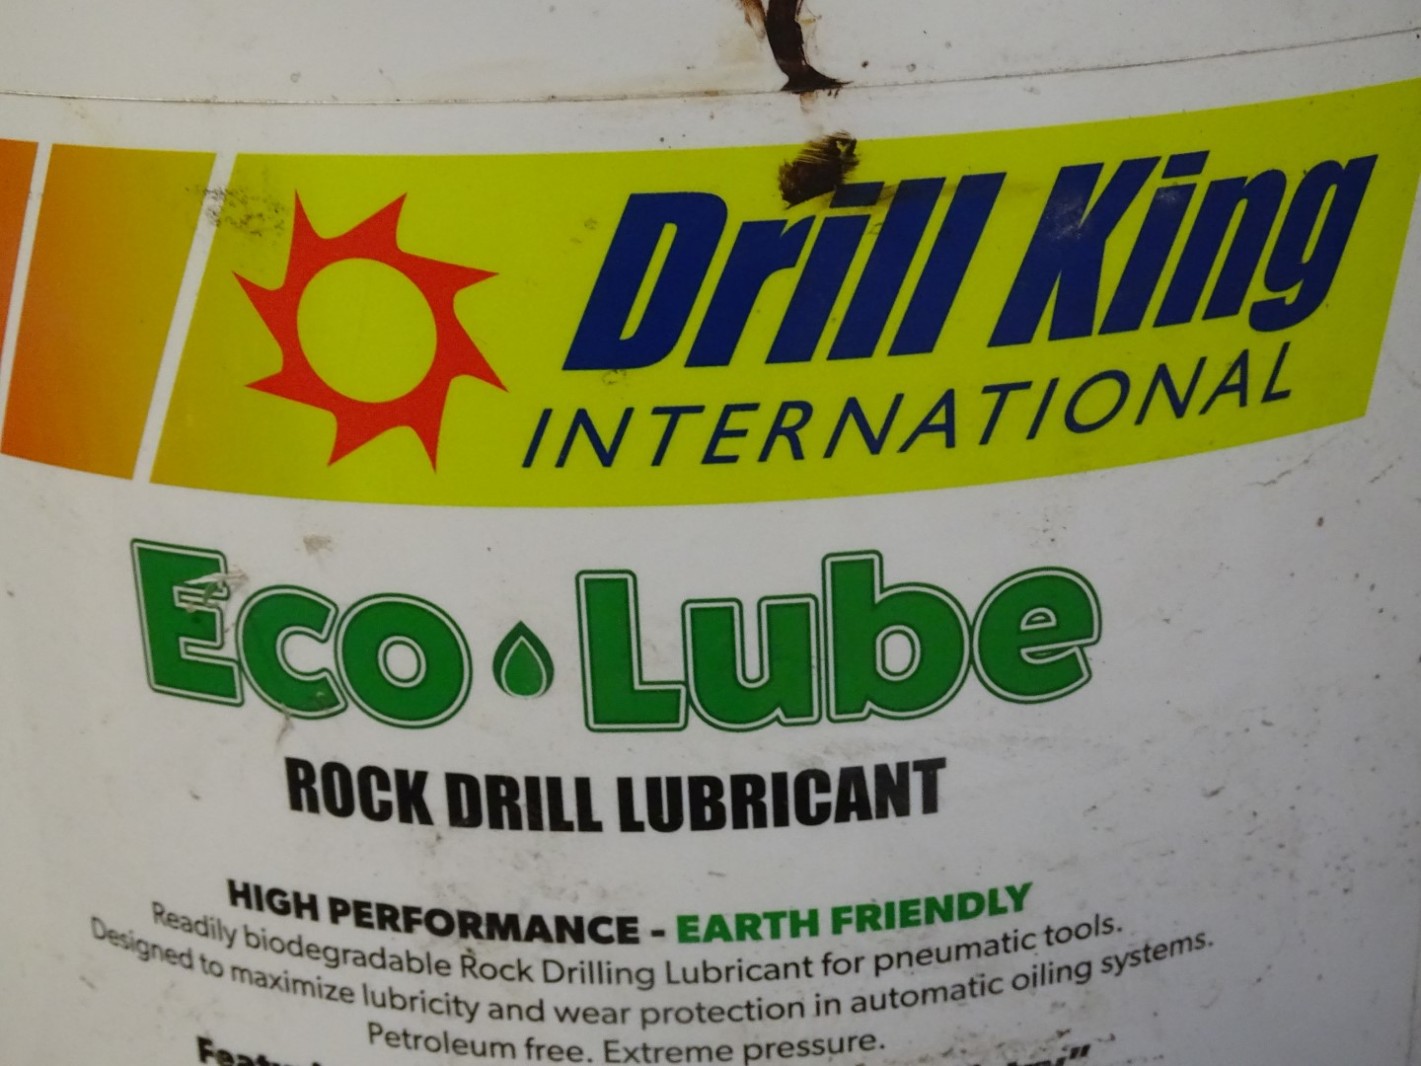 Drill King
INTERNATIONAL
Eco Lube
ROCK DRILL LUBRICANT
HIGH PERFORMANCE - EARTH FRIENDLY
Readily biodegradable Rock Drilling Lubricant for pneumatic tools.
Designed to maximize lubricity and wear protection in automatic oiling systems.
Petroleum free. Extreme pressure.